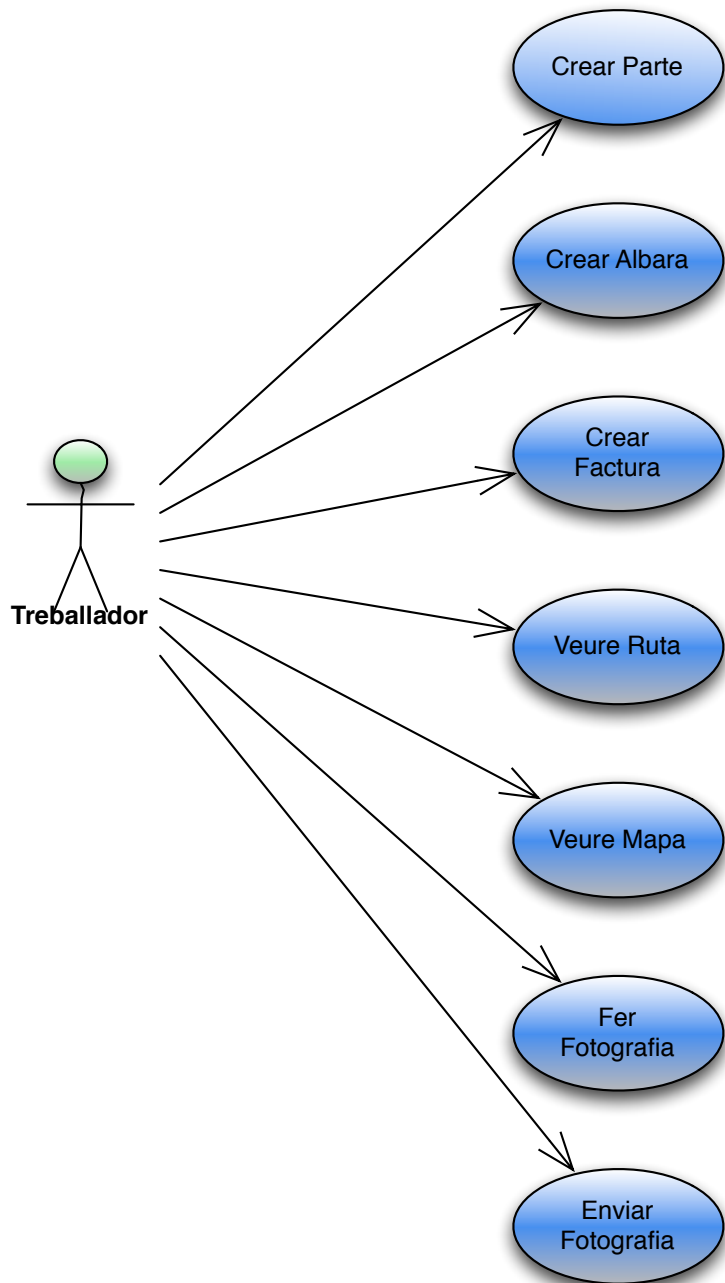 Crear Parte
Crear Albara
Crear
Factura
Treballador
Veure Ruta
Veure Mapa
Fer
Fotografia
Enviar
Fotografia